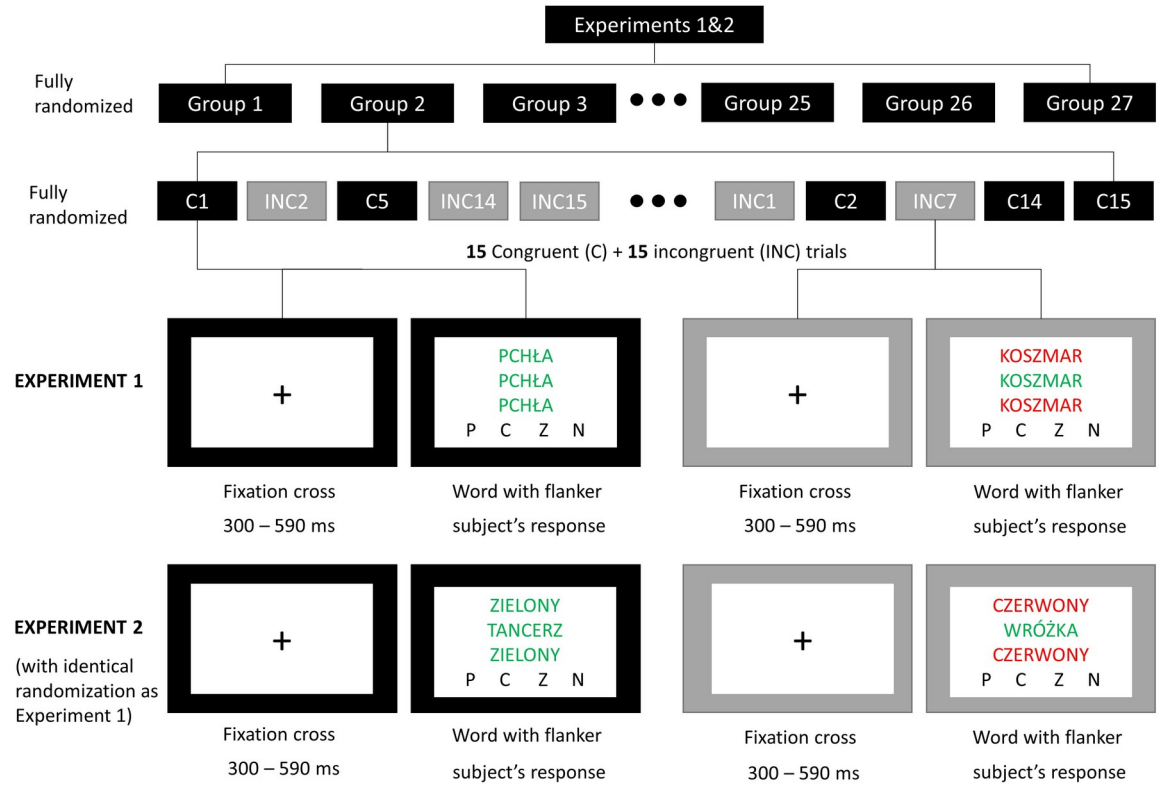 Experiments 1&2
Fully
randomized
Group 1 Group 2 Group 3 ●●● Group 25 Group 26 Group 27
Fully
randomized
C1 INC2 C5 INC14 INC15 ●●● INC1 C2 INC7 C14 C15
15 Congruent (C) + 15 incongruent (INC) trials
EXPERIMENT 1
+
PCHŁA
PCHŁA
PCHŁA
P C Z N
+
KOSZMAR
KOSZMAR
KOSZMAR
P C Z N
Fixation cross
300 – 590 ms
Word with flanker
subject's response
Fixation cross
300 – 590 ms
Word with flanker
subject's response
EXPERIMENT 2
(with identical
randomization as
Experiment 1)
+
ZIELONY
TANCERZ
ZIELONY
P C Z N
+
CZERWONY
WRÓŻKA
CZERWONY
P C Z N
Fixation cross
300 – 590 ms
Word with flanker
subject's response
Fixation cross
300 – 590 ms
Word with flanker
subject's response